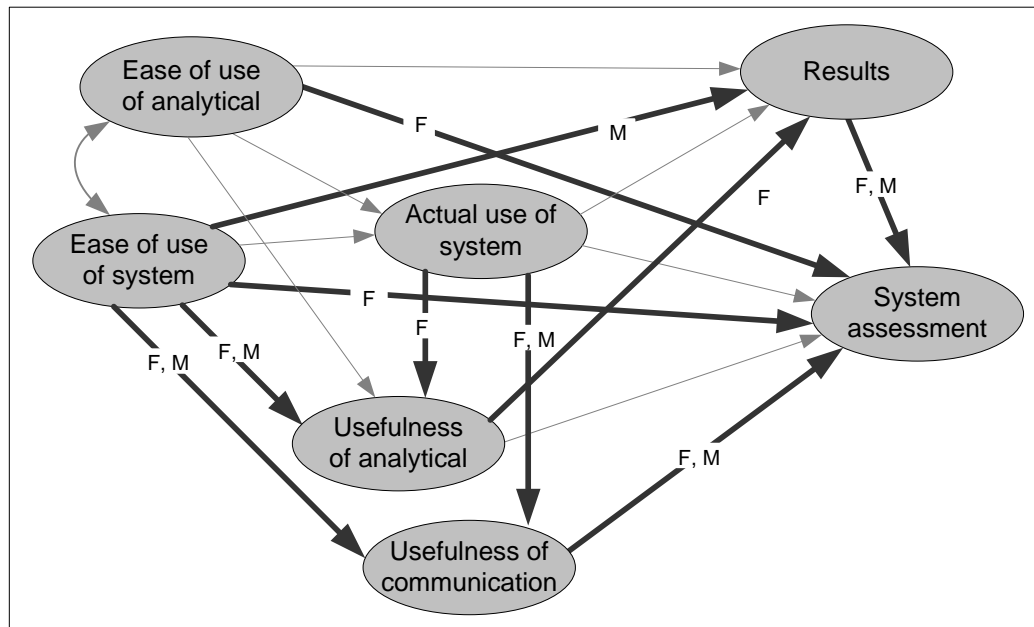 Ease of use
of analytical
Results
F
M
F, M
F
Actual use of
system
Ease of use
of system
F
System
assessment
F
F, M
F, M
F, M
Usefulness
of analytical
F, M
Usefulness of
communication